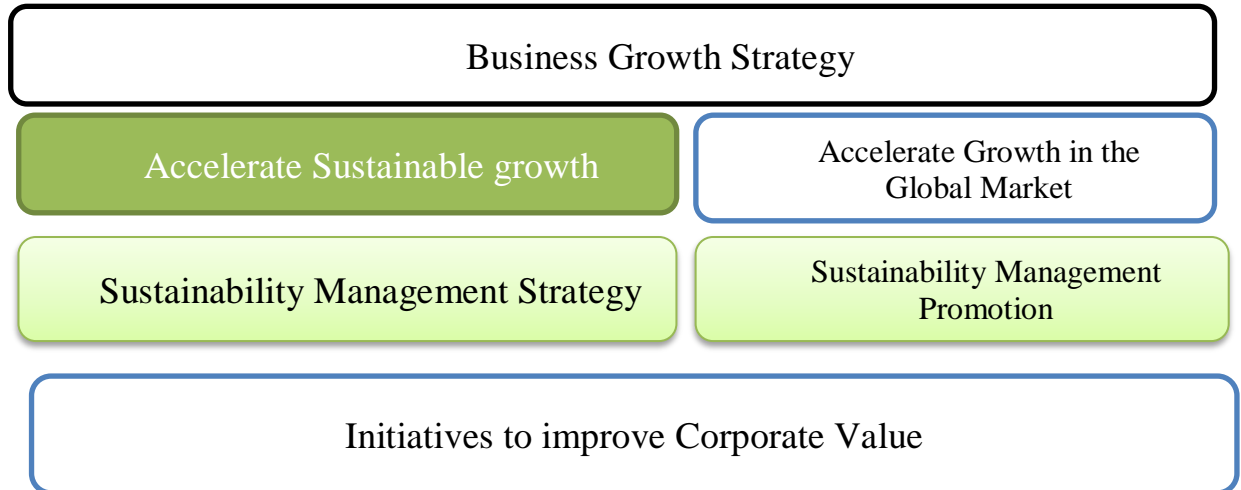 Business Growth Strategy
Accelerate Sustainable growth
Accelerate Growth in the
Global Market
Sustainability Management Strategy
Sustainability Management
Promotion
Initiatives to improve Corporate Value